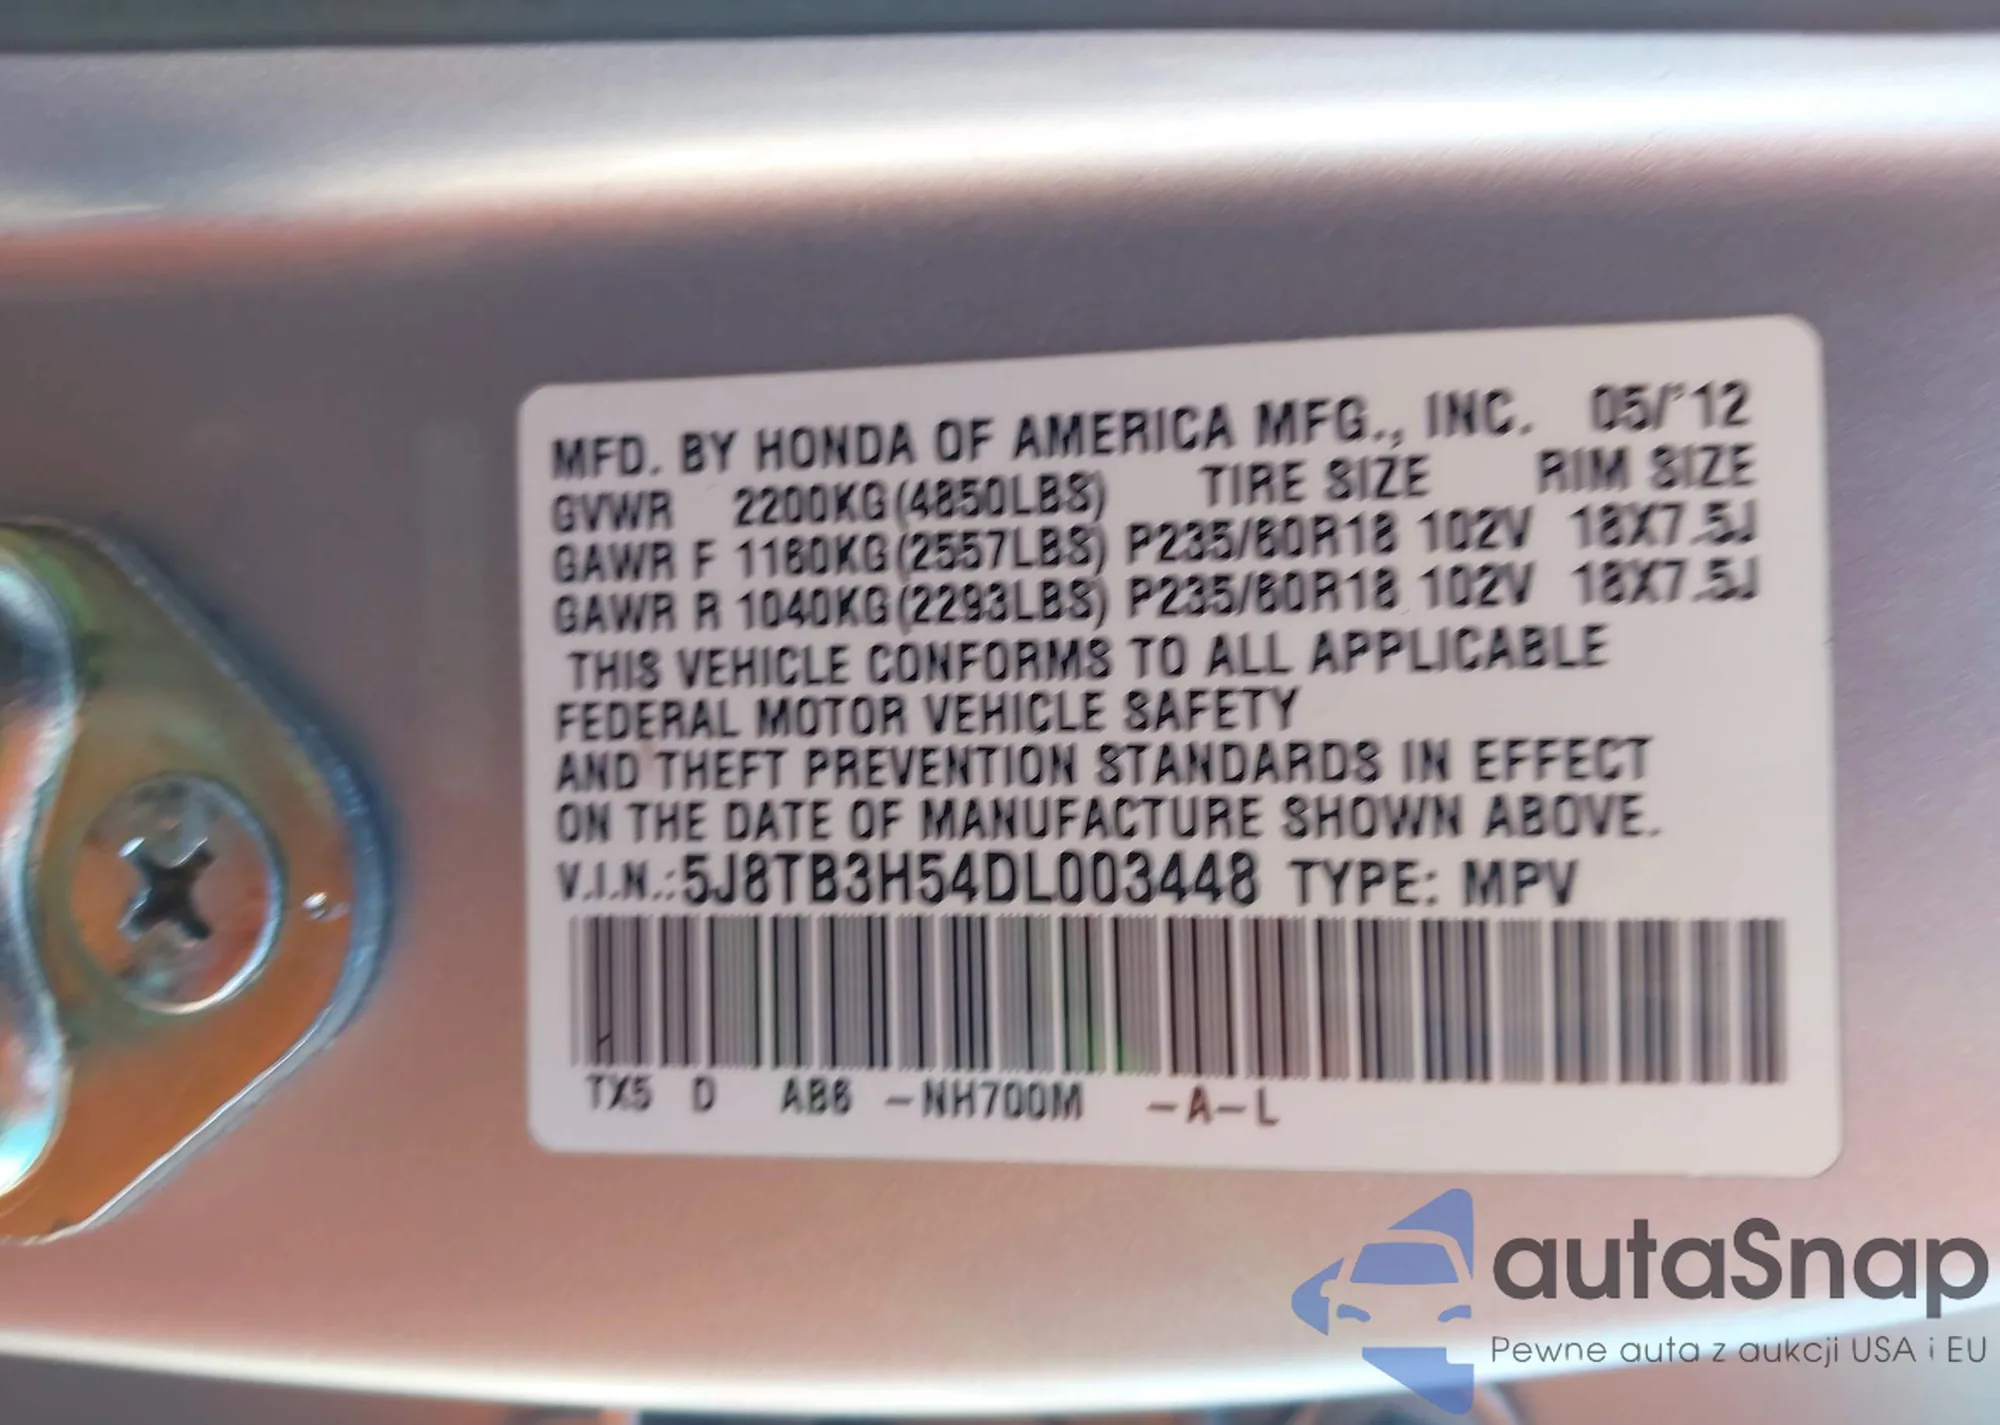 MFD. BY HONDA OF AMERICA MFG., INC. 05/'12
GVWR 2200KG(4850LBS) TIRE SIZE RIM SIZE
GAWR F 1160KG(2557LBS) P235/60R18 102V 18X7.5J
GAWR R 1040KG(2293LBS) P235/60R18 102V 18X7.5J
THIS VEHICLE CONFORMS TO ALL APPLICABLE
FEDERAL MOTOR VEHICLE SAFETY
AND THEFT PREVENTION STANDARDS IN EFFECT
ON THE DATE OF MANUFACTURE SHOWN ABOVE.
V.I.N.:5J8TB3H54DL003448 TYPE: MPV
TX5 D AB6 -NH700M -A-L
autaSnap
Pewne auta z aukcji USA i EU